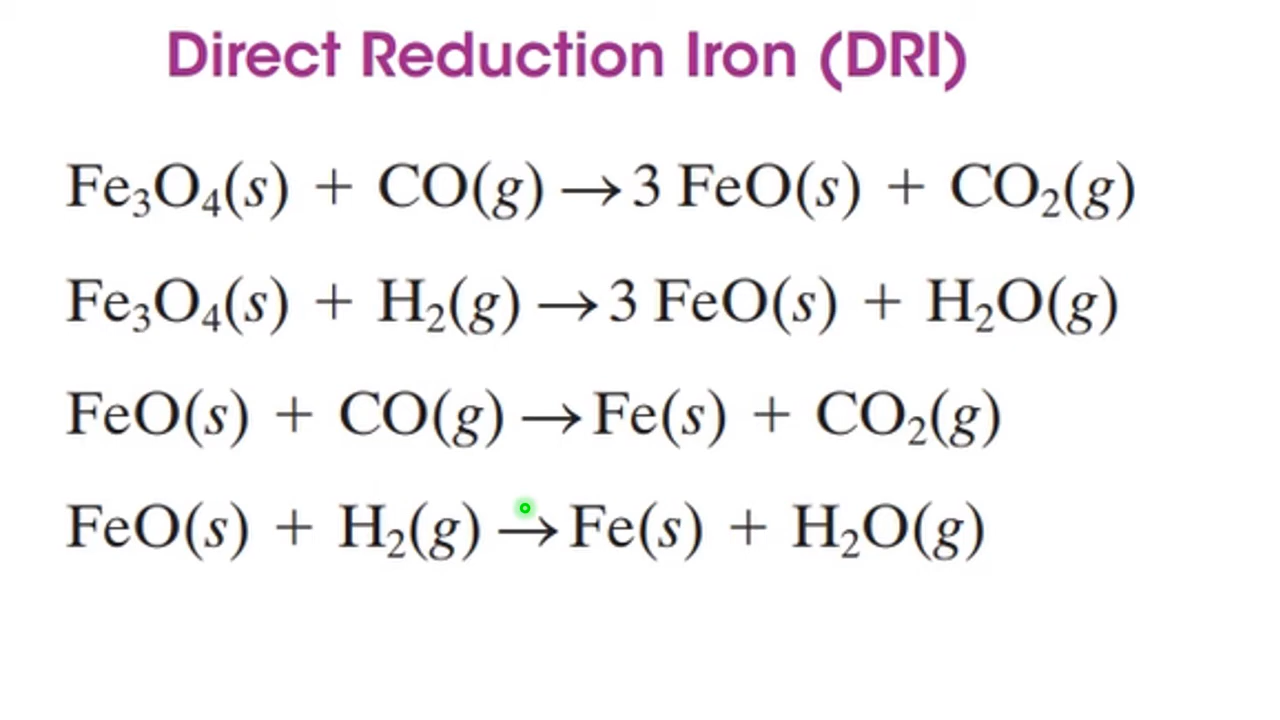 Direct Reduction Iron (DRI)
Fe₃O₄(s) + CO(g) → 3 FeO(s) + CO₂(g)
Fe₃O₄(s) + H₂(g) → 3 FeO(s) + H₂O(g)
FeO(s) + CO(g) → Fe(s) + CO₂(g)
FeO(s) + H₂(g) → Fe(s) + H₂O(g)